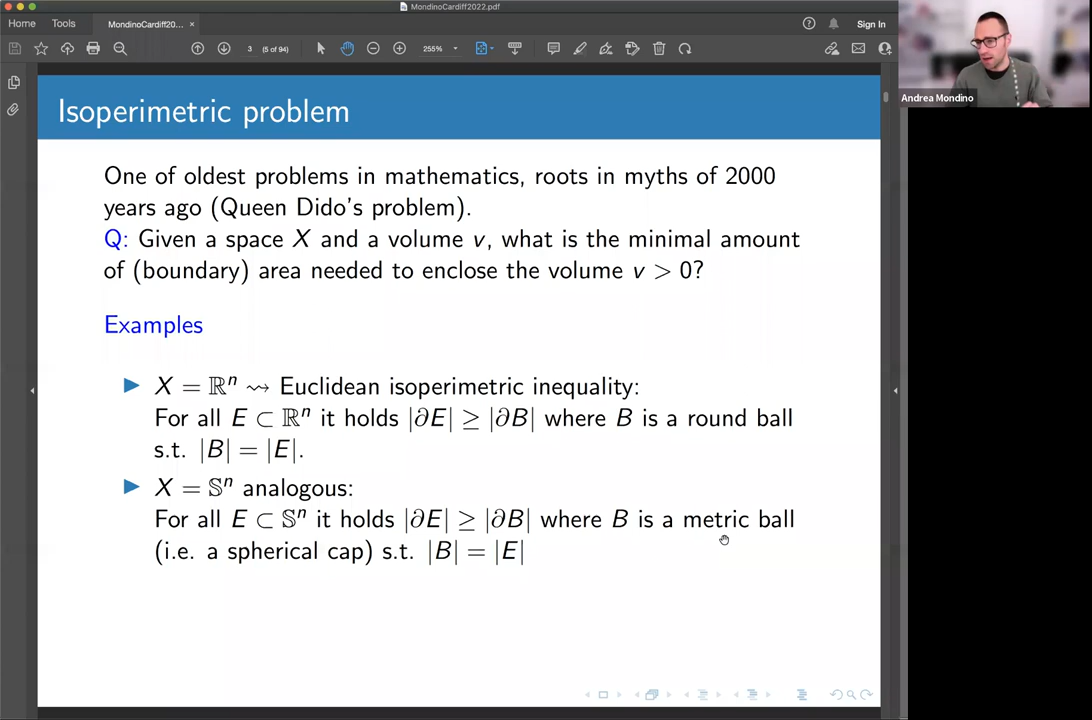 MondinoCardiff2022.pdf
Home Tools MondinoCardiff20... × Sign In
3 (5 of 94) 255%
Andrea Mondino
Isoperimetric problem
One of oldest problems in mathematics, roots in myths of 2000
years ago (Queen Dido's problem).
Q: Given a space X and a volume v, what is the minimal amount
of (boundary) area needed to enclose the volume v > 0?
Examples
▶ X = ℝⁿ ⇝ Euclidean isoperimetric inequality:
For all E ⊂ ℝⁿ it holds |∂E| ≥ |∂B| where B is a round ball
s.t. |B| = |E|.
▶ X = 𝕊ⁿ analogous:
For all E ⊂ 𝕊ⁿ it holds |∂E| ≥ |∂B| where B is a metric ball
(i.e. a spherical cap) s.t. |B| = |E|